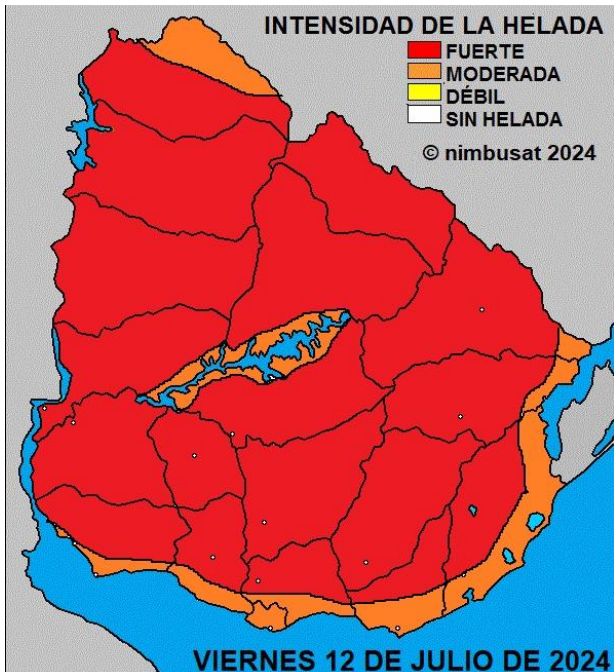 INTENSIDAD DE LA HELADA
FUERTE
MODERADA
DÉBIL
SIN HELADA
© nimbusat 2024
VIERNES 12 DE JULIO DE 2024